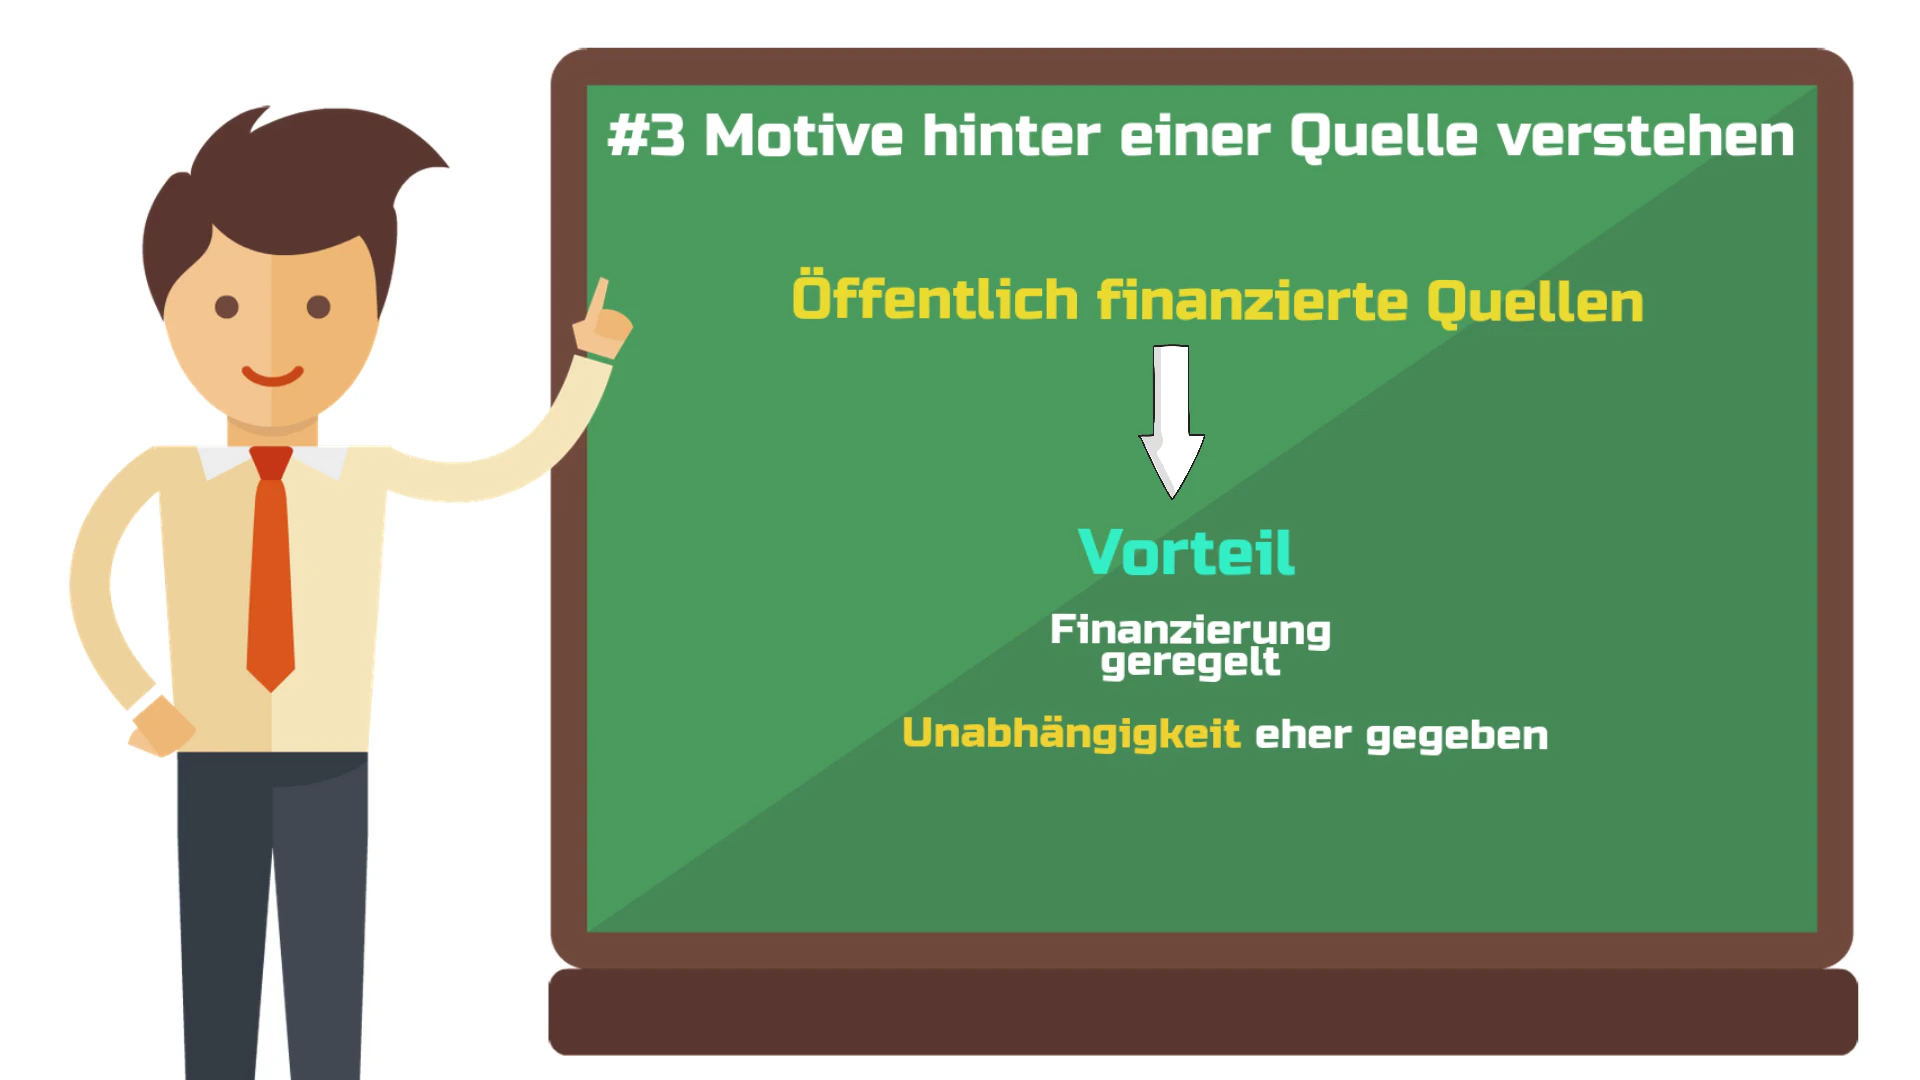 #3 Motive hinter einer Quelle verstehen
Öffentlich finanzierte Quellen
Vorteil
Finanzierung
geregelt
Unabhängigkeit eher gegeben